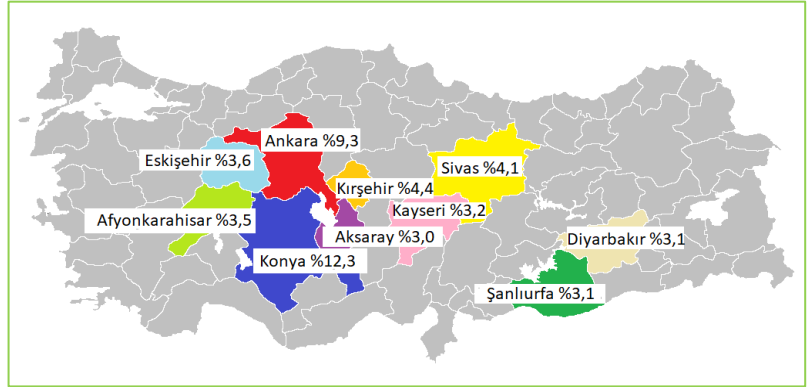 Ankara %9,3
Eskişehir %3,6
Sivas %4,1
Kırşehir %4,4
Kayseri %3,2
Afyonkarahisar %3,5
Aksaray %3,0
Diyarbakır %3,1
Konya %12,3
Şanlıurfa %3,1